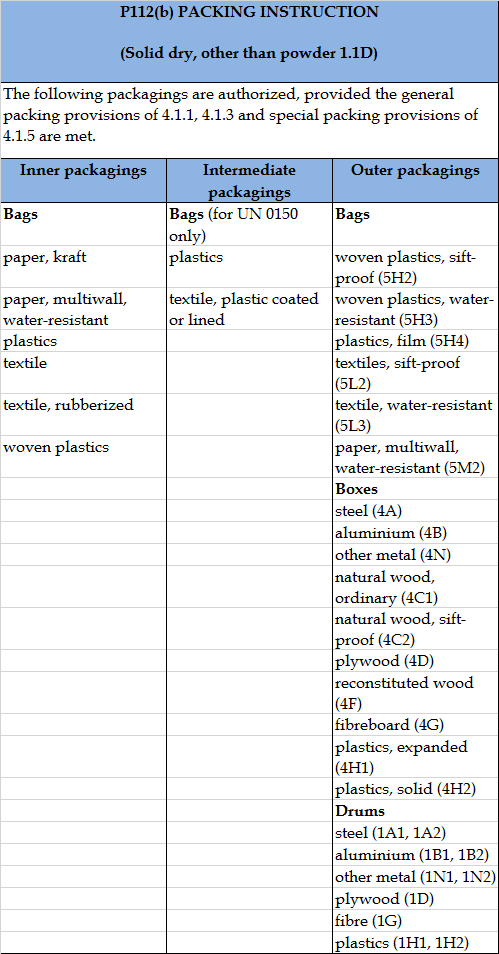 P112(b) PACKING INSTRUCTION
(Solid dry, other than powder 1.1D)
The following packagings are authorized, provided the general
packing provisions of 4.1.1, 4.1.3 and special packing provisions of
4.1.5 are met.
Inner packagings
Intermediate
packagings
Outer packagings
Bags
Bags (for UN 0150
only)
Bags
paper, kraft
plastics
woven plastics, sift-
proof (5H2)
paper, multiwall,
water-resistant
textile, plastic coated
or lined
woven plastics, water-
resistant (5H3)
plastics
plastics, film (5H4)
textile
textiles, sift-proof
(5L2)
textile, rubberized
textile, water-resistant
(5L3)
woven plastics
paper, multiwall,
water-resistant (5M2)
Boxes
steel (4A)
aluminium (4B)
other metal (4N)
natural wood,
ordinary (4C1)
natural wood, sift-
proof (4C2)
plywood (4D)
reconstituted wood
(4F)
fibreboard (4G)
plastics, expanded
(4H1)
plastics, solid (4H2)
Drums
steel (1A1, 1A2)
aluminium (1B1, 1B2)
other metal (1N1, 1N2)
plywood (1D)
fibre (1G)
plastics (1H1, 1H2)